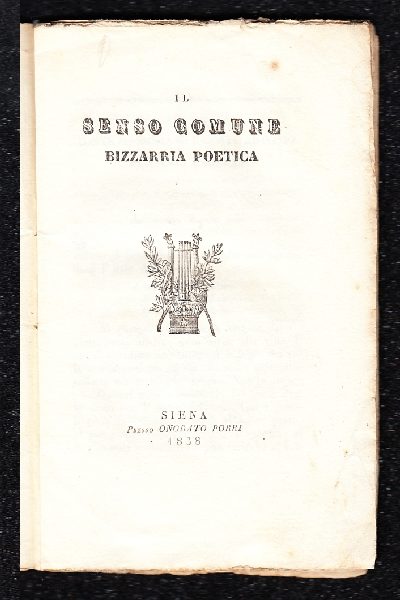 IL
SENSO COMUNE
BIZZARRIA POETICA
SIENA
Presso ONORATO PORRI
1838